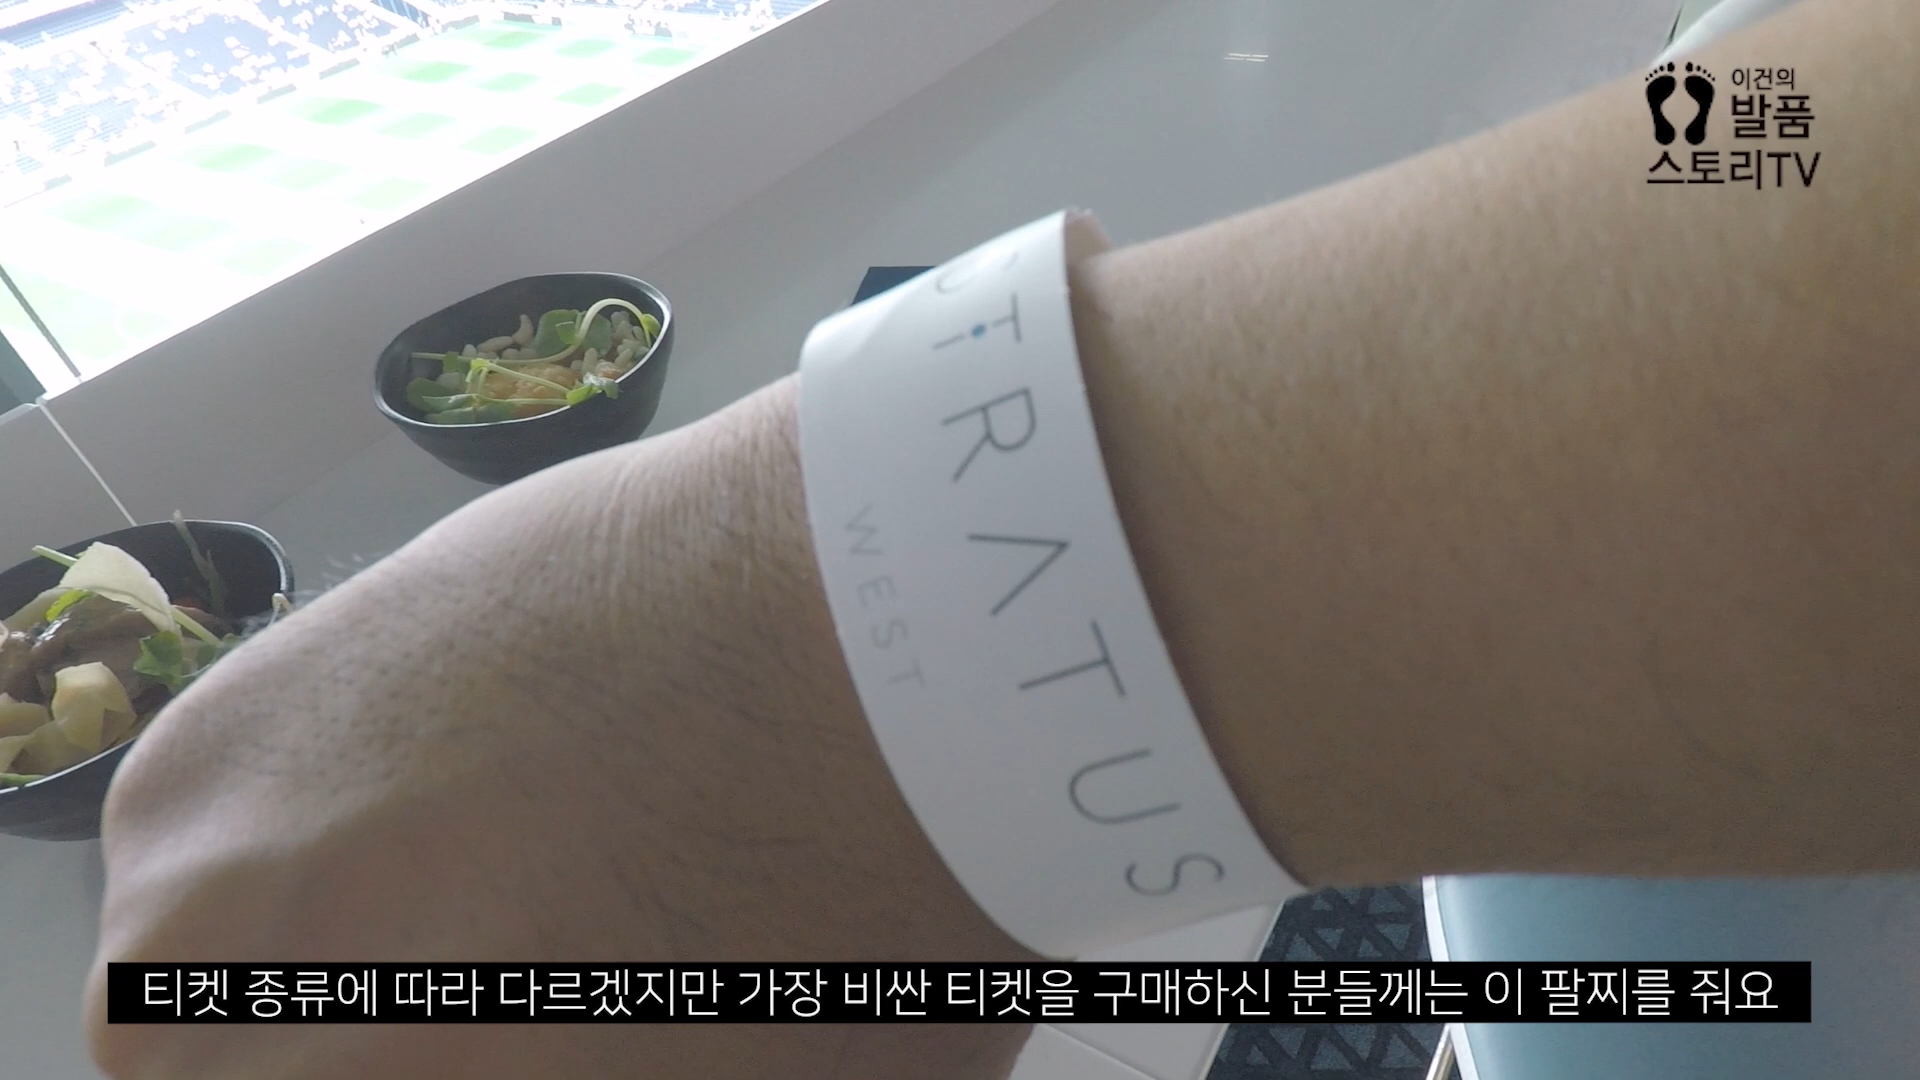 이건의
발품
스토리TV
STRATUS
WEST
티켓 종류에 따라 다르겠지만 가장 비싼 티켓을 구매하신 분들께는 이 팔찌를 줘요